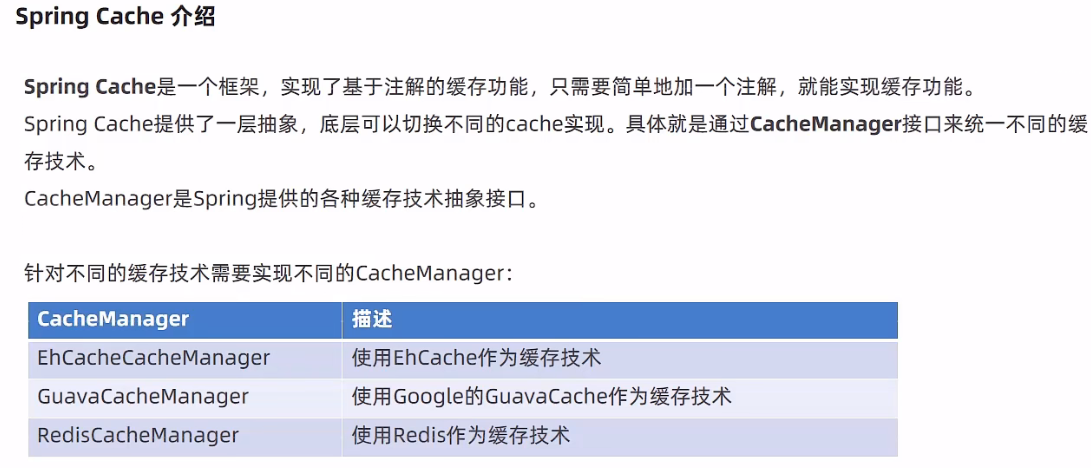 Spring Cache 介绍
Spring Cache是一个框架，实现了基于注解的缓存功能，只需要简单地加一个注解，就能实现缓存功能。
Spring Cache提供了一层抽象，底层可以切换不同的cache实现。具体就是通过CacheManager接口来统一不同的缓
存技术。
CacheManager是Spring提供的各种缓存技术抽象接口。
针对不同的缓存技术需要实现不同的CacheManager：
CacheManager 描述
EhCacheCacheManager 使用EhCache作为缓存技术
GuavaCacheManager 使用Google的GuavaCache作为缓存技术
RedisCacheManager 使用Redis作为缓存技术